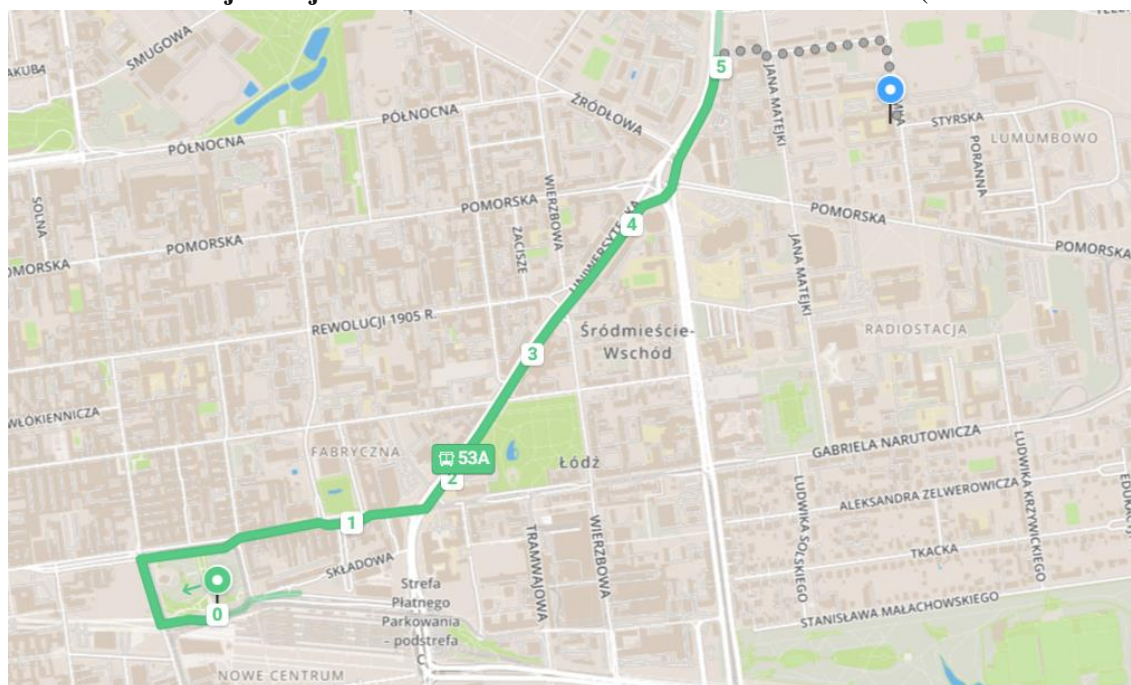 SMUGOWA
PÓŁNOCNA
PÓŁNOCNA
ŹRÓDŁOWA
5
JANA MATEJKI
STYRSKA
LUMUMBOWO
PORANNA
SOLNA
WIERZBOWA
POMORSKA
POMORSKA
POMORSKA
ZACISZE
UNIWERSYTECKA
4
POMORSKA
JANA MATEJKI
REWOLUCJI 1905 R.
3
Śródmieście-
Wschód
RADIOSTACJA
FABRYCZNA
53A
2
Łódź
GABRIELA NARUTOWICZA
ALEKSANDRA ZELWEROWICZA
LUDWIKA SOLSKIEGO
LUDWIKA KRZYWICKIEGO
1
TRAMWAJOWA
WIERZBOWA
TKACKA
SKŁADOWA
0
Strefa
Płatnego
Parkowania
- podstrefa
C
STANISŁAWA MAŁACHOWSKIEGO
NOWE CENTRUM